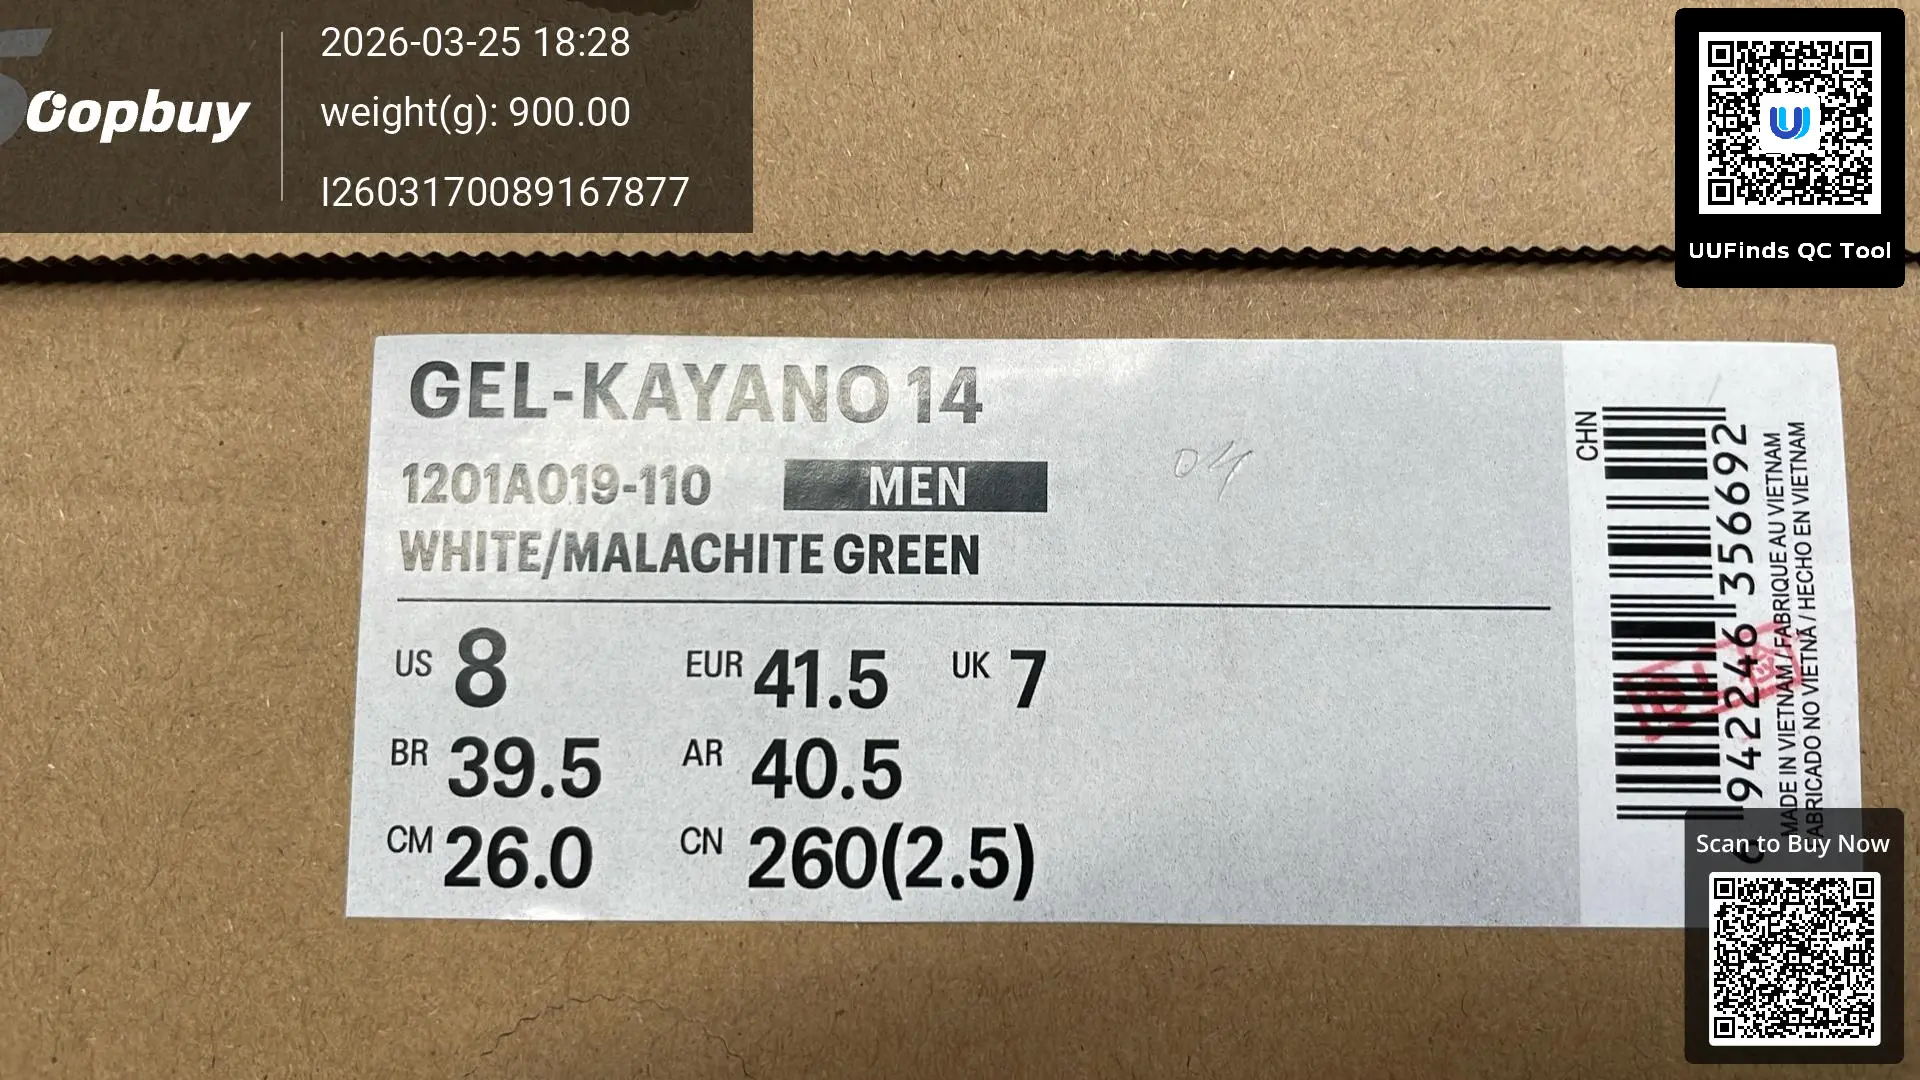 Oopbuy
2026-03-25 18:28
weight(g): 900.00
I2603170089167877
UUFinds QC Tool
GEL-KAYANO 14
1201A019-110
MEN
WHITE/MALACHITE GREEN
04
US 8
EUR 41.5
UK 7
BR 39.5
AR 40.5
CM 26.0
CN 260(2.5)
CHN
6 942246 356692
MADE IN VIETNAM / FABRIQUE AU VIETNAM
FABRICADO NO VIETNÃ / HECHO EN VIETNAM
Scan to Buy Now